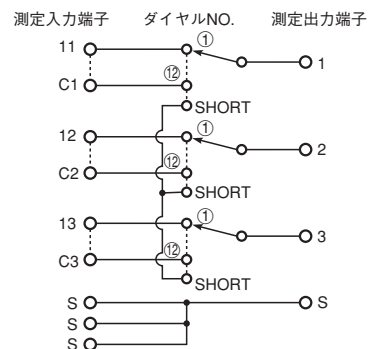 測定入力端子 ダイヤルNO. 測定出力端子
11 ① 1
C1 ⑫
SHORT
12 ① 2
C2 ⑫
SHORT
13 ① 3
C3 ⑫
SHORT
S S
S
S